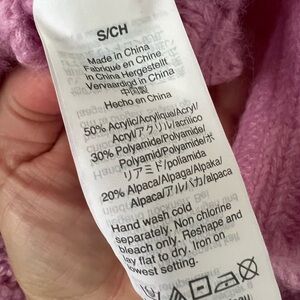 S/CH
Made in China
Fabriqué en Chine
in China Hergestellt
Vervaardigd in China
中国製
Hecho en China
50% Acrylic/Acrylique/Acryl/
Acryl/アクリル/acrílico
30% Polyamide/Polyamide/
Polyamid/Polyamide/ポ
リアミド/poliamida
20% Alpaca/Alpaga/Alpaka/
Alpaca/アルパカ/alpaca
Hand wash cold
separately. Non chlorine
bleach only. Reshape and
lay flat to dry. Iron on
lowest setting.